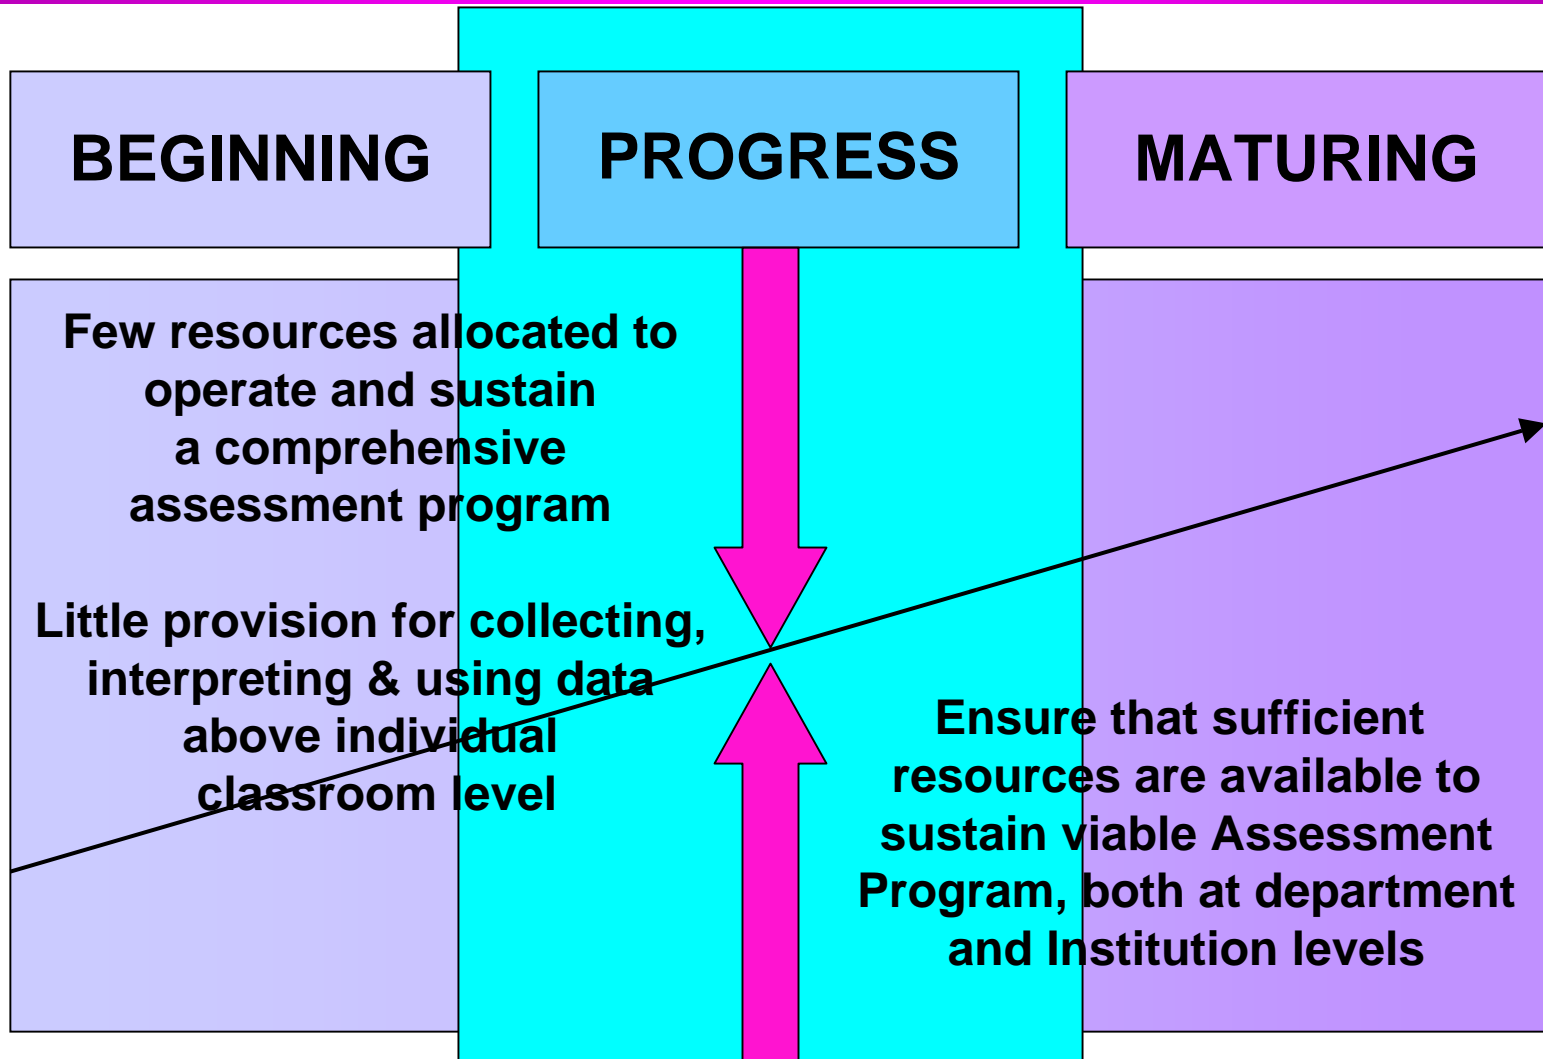 BEGINNING
PROGRESS
MATURING
Few resources allocated to
operate and sustain
a comprehensive
assessment program
Little provision for collecting,
interpreting & using data
above individual
classroom level
Ensure that sufficient
resources are available to
sustain viable Assessment
Program, both at department
and Institution levels